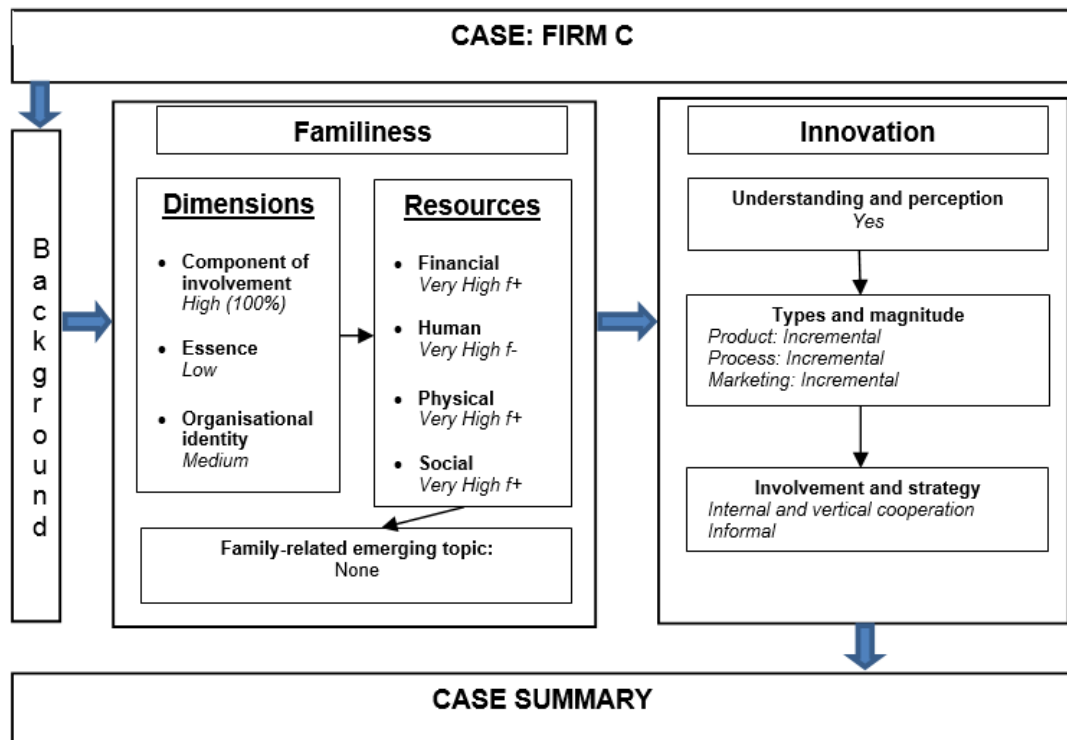 CASE: FIRM C
Background
Familiness
Dimensions
Component of
involvement
High (100%)
Essence
Low
Organisational
identity
Medium
Resources
Financial
Very High f+
Human
Very High f-
Physical
Very High f+
Social
Very High f+
Family-related emerging topic:
None
Innovation
Understanding and perception
Yes
Types and magnitude
Product: Incremental
Process: Incremental
Marketing: Incremental
Involvement and strategy
Internal and vertical cooperation
Informal
CASE SUMMARY